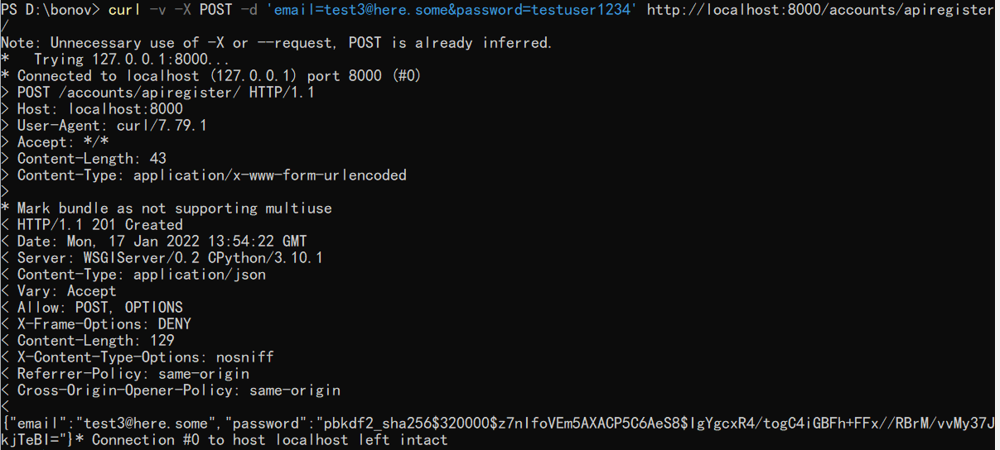 PS D:\bonov> curl -v -X POST -d 'email=test3@here.some&password=testuser1234' http://localhost:8000/accounts/apiregister
/
Note: Unnecessary use of -X or --request, POST is already inferred.
*   Trying 127.0.0.1:8000...
* Connected to localhost (127.0.0.1) port 8000 (#0)
> POST /accounts/apiregister/ HTTP/1.1
> Host: localhost:8000
> User-Agent: curl/7.79.1
> Accept: */*
> Content-Length: 43
> Content-Type: application/x-www-form-urlencoded
>
* Mark bundle as not supporting multiuse
< HTTP/1.1 201 Created
< Date: Mon, 17 Jan 2022 13:54:22 GMT
< Server: WSGIServer/0.2 CPython/3.10.1
< Content-Type: application/json
< Vary: Accept
< Allow: POST, OPTIONS
< X-Frame-Options: DENY
< Content-Length: 129
< X-Content-Type-Options: nosniff
< Referrer-Policy: same-origin
< Cross-Origin-Opener-Policy: same-origin
<
{"email":"test3@here.some","password":"pbkdf2_sha256$320000$z7nIfoVEm5AXACP5C6AeS8$IgYgcxR4/togC4iGBFh+FFx//RBrM/vvMy37J
kjTeBI="}* Connection #0 to host localhost left intact